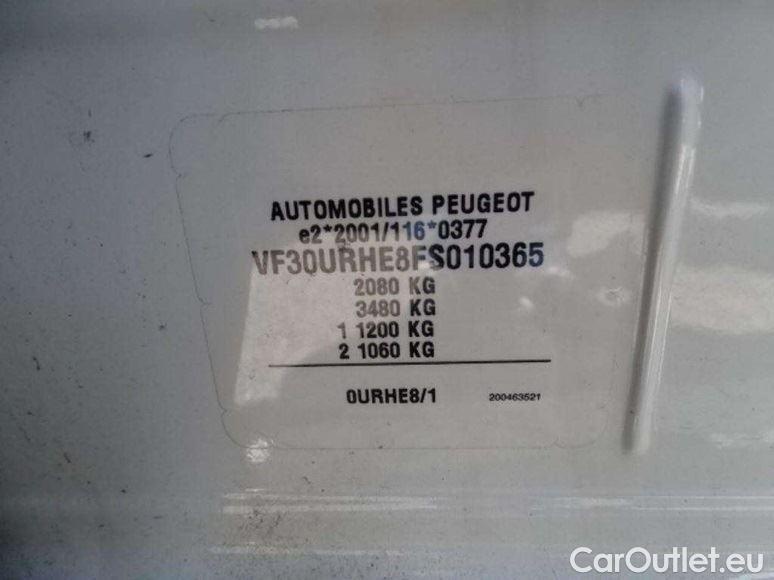 AUTOMOBILES PEUGEOT
e2*2001/116*0377
VF30URHE8FS010365
2080 KG
3480 KG
1 1200 KG
2 1060 KG
0URHE8/1
200463521
CarOutlet.eu